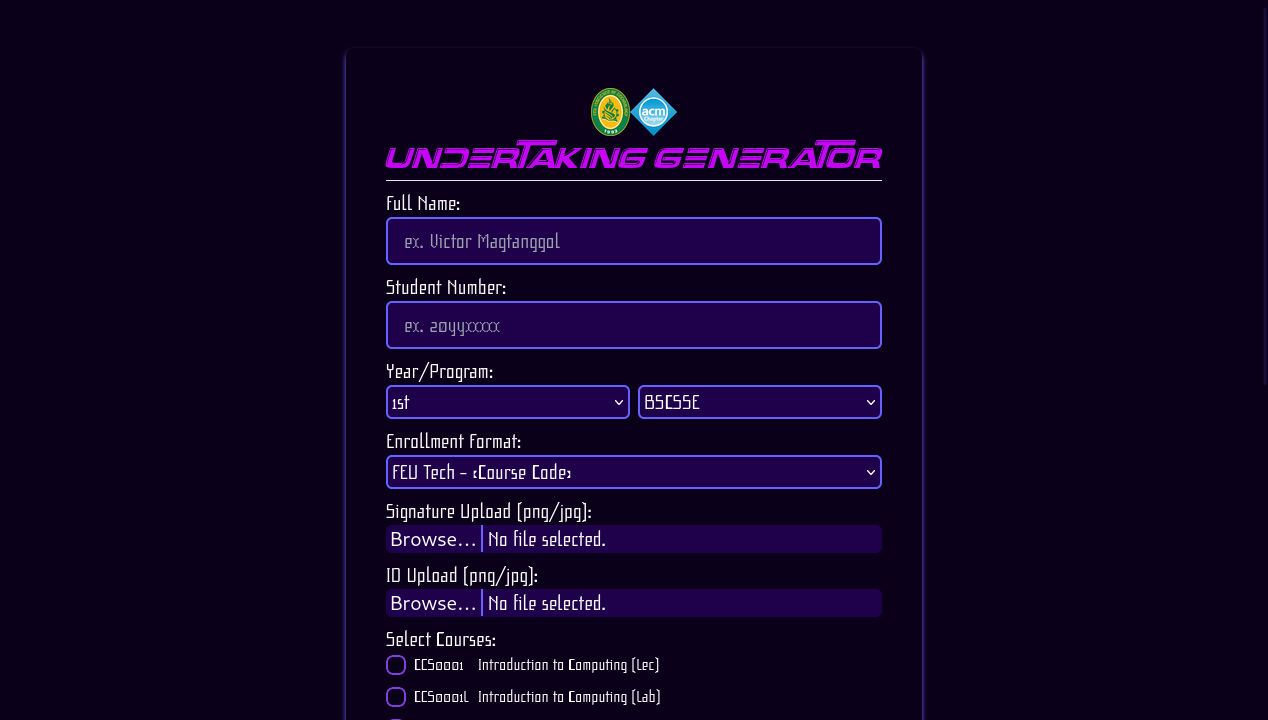 acm
Chapter
1992
UNDERTAKING GENERATOR
Full Name:
ex. Victor Magtanggol
Student Number:
ex. 20yyxxxxx
Year/Program:
1st
BSCSSE
Enrollment Format:
FEU Tech - <Course Code>
Signature Upload (png/jpg):
Browse... No file selected.
ID Upload (png/jpg):
Browse... No file selected.
Select Courses:
CCS0001 Introduction to Computing (Lec)
CCS0001L Introduction to Computing (Lab)